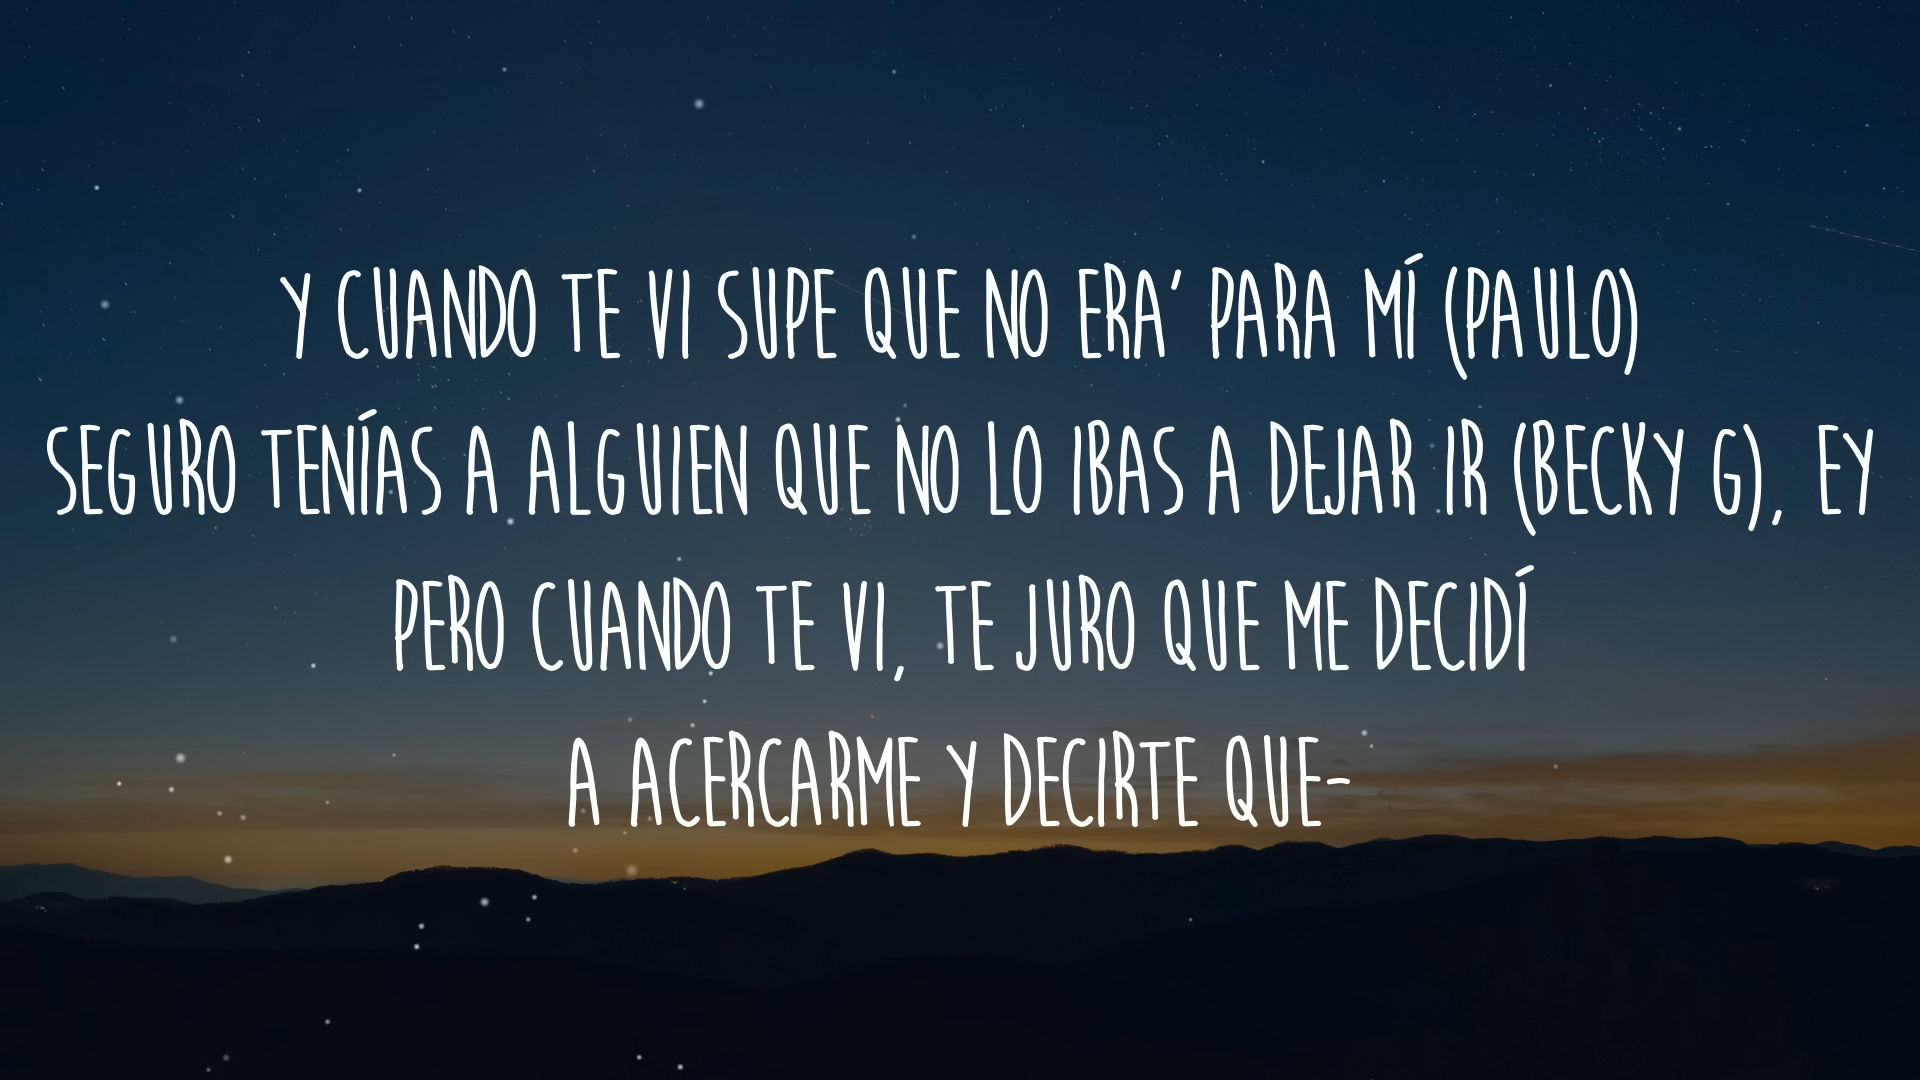 Y CUANDO TE VI SUPE QUE NO ERA' PARA MÍ (PAULO)
SEGURO TENÍAS A ALGUIEN QUE NO LO IBAS A DEJAR IR (BECKY G), EY
PERO CUANDO TE VI, TE JURO QUE ME DECIDÍ
A ACERCARME Y DECIRTE QUE-